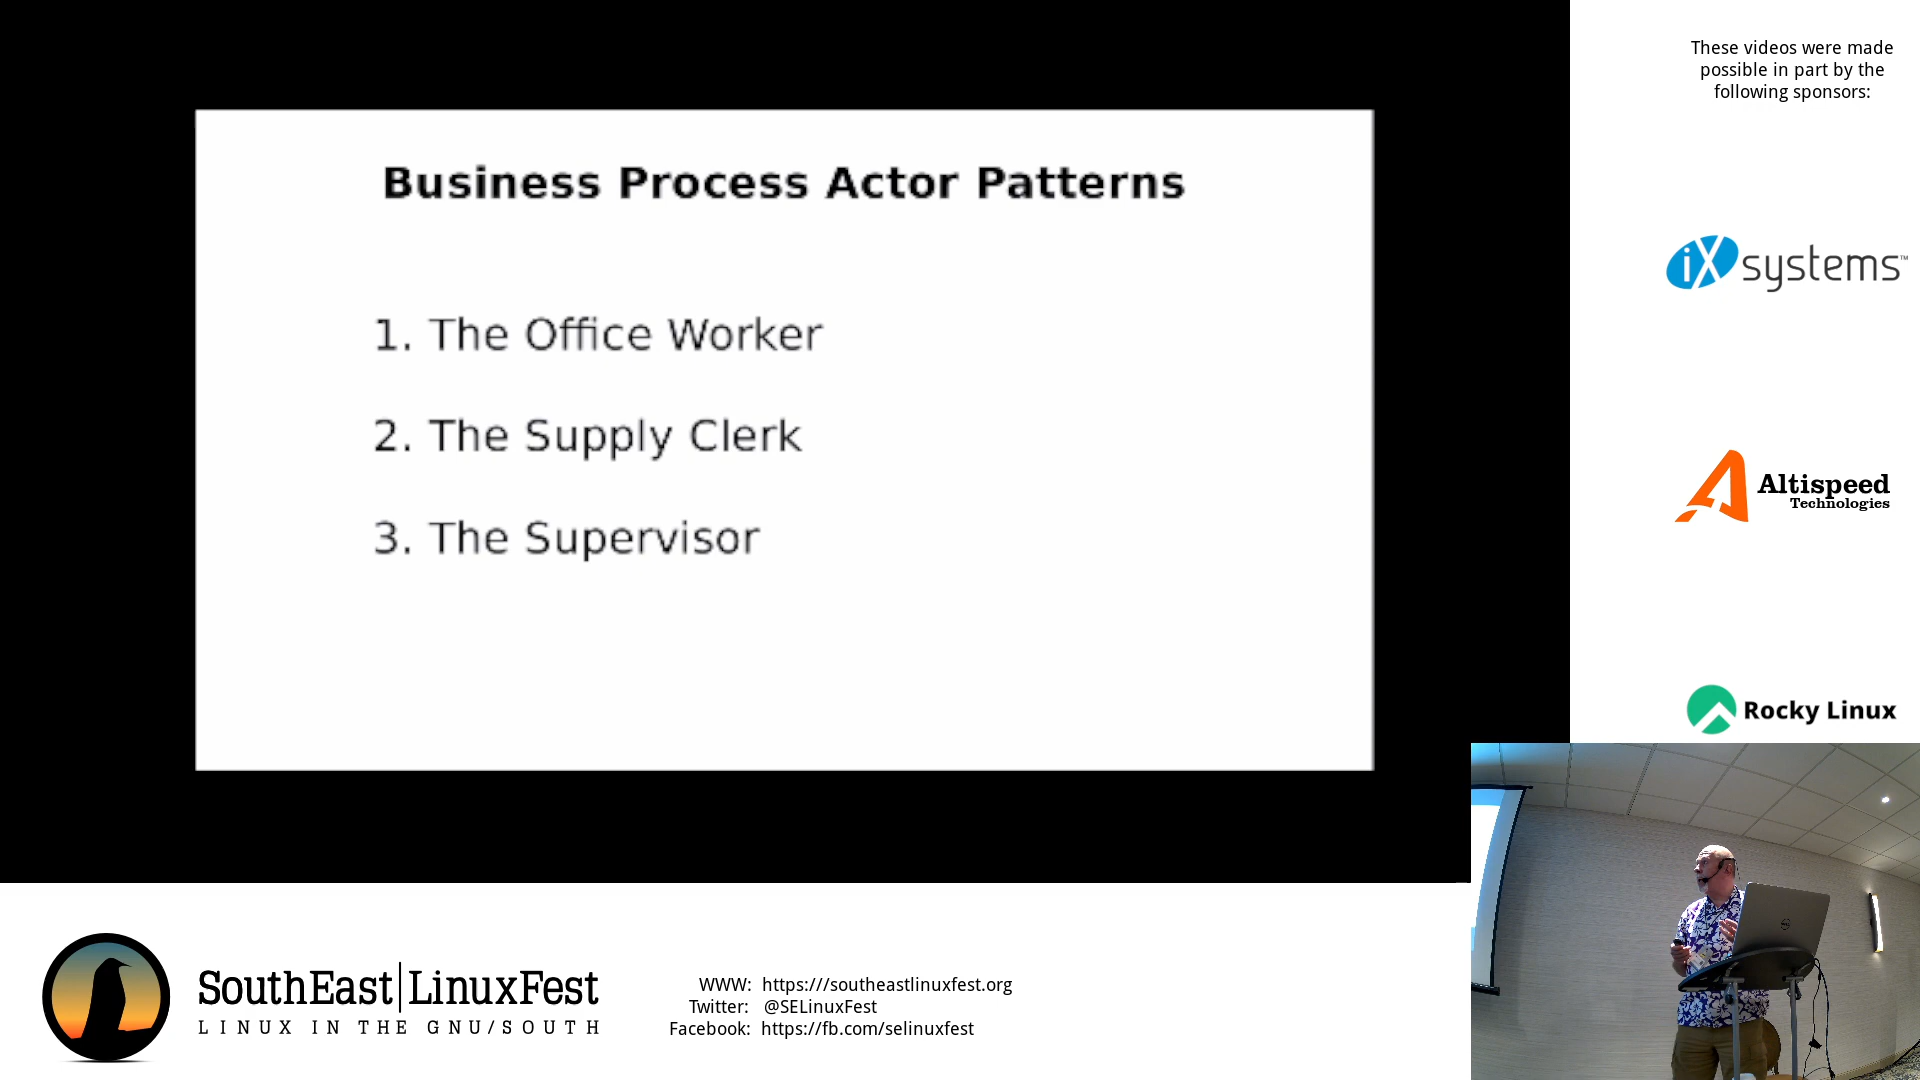 Business Process Actor Patterns
1. The Office Worker
2. The Supply Clerk
3. The Supervisor
These videos were made
possible in part by the
following sponsors:
iXsystems™
Altispeed
Technologies
Rocky Linux
SouthEast|LinuxFest
LINUX IN THE GNU/SOUTH
WWW: https:///southeastlinuxfest.org
Twitter: @SELinuxFest
Facebook: https://fb.com/selinuxfest